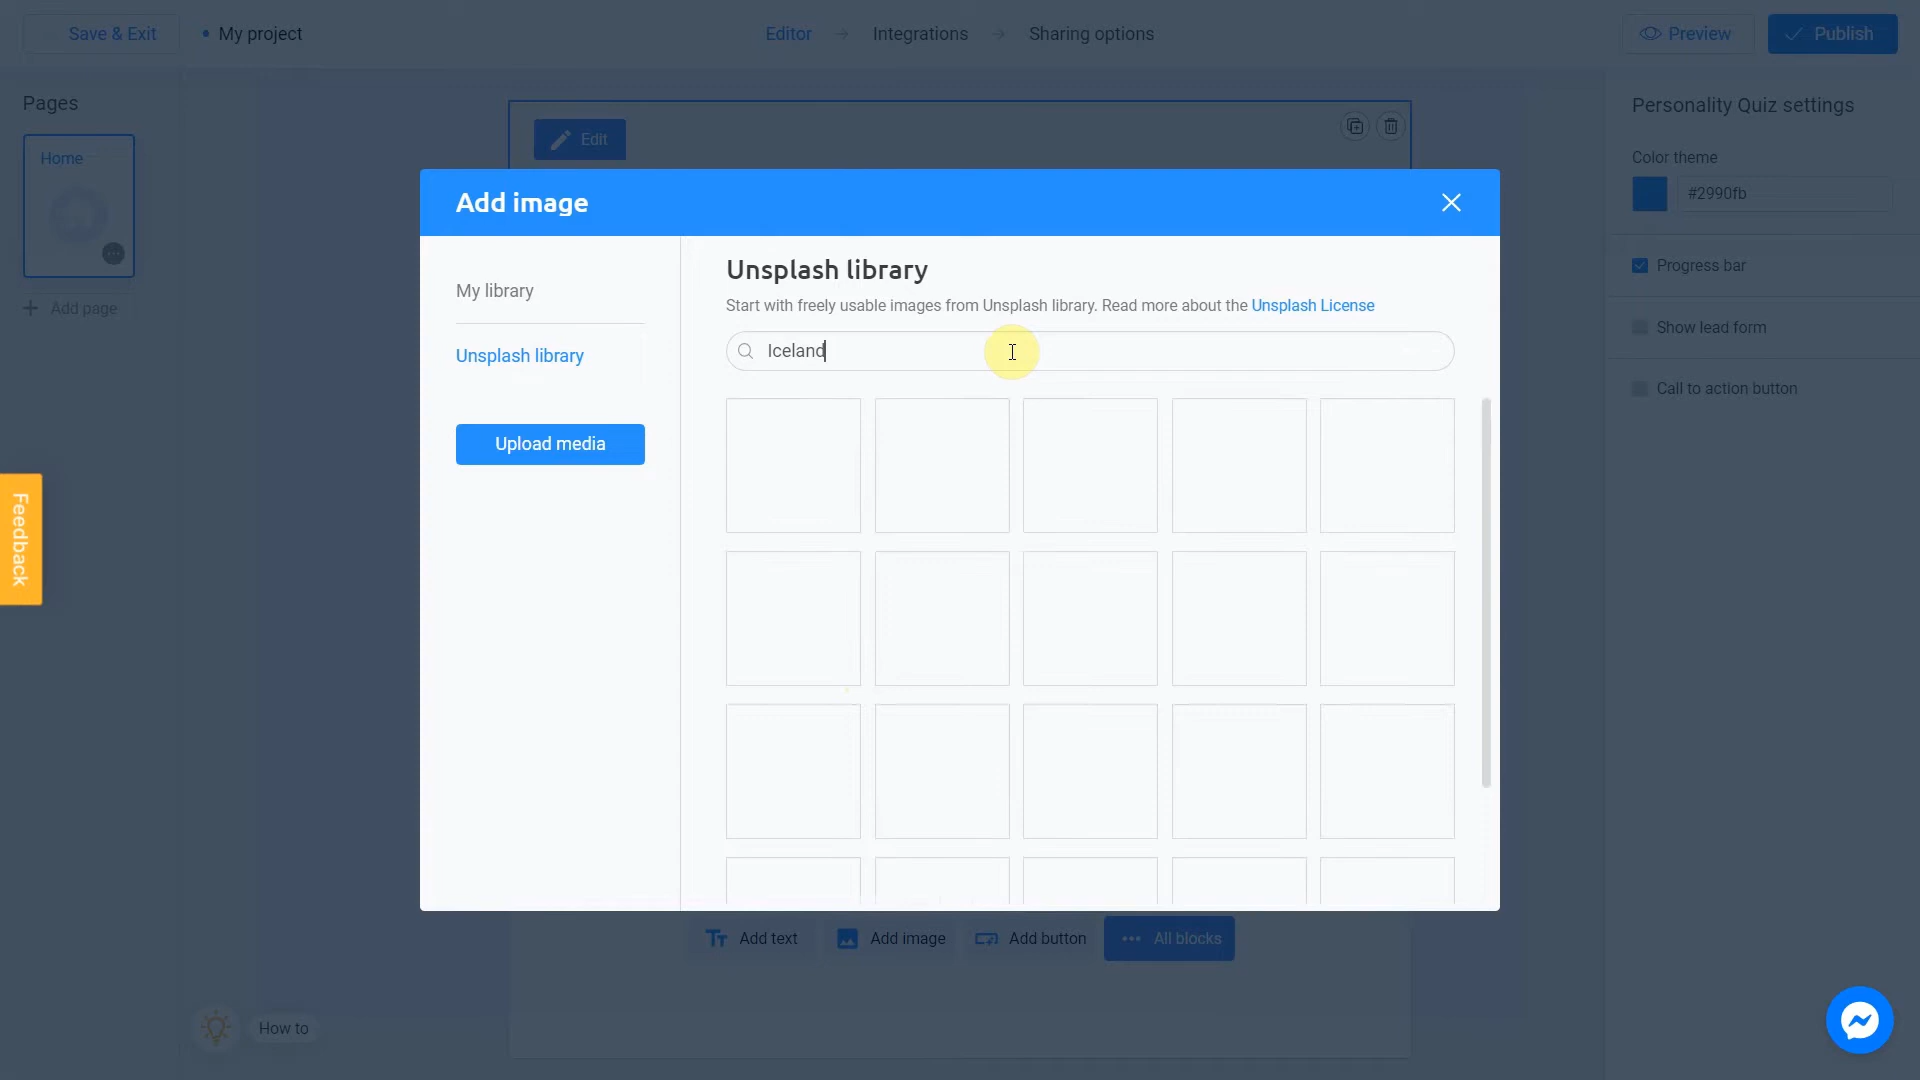 Save & Exit
My project
Editor
Integrations
Sharing options
Preview
Publish
Pages
Home
Add page
Edit
Personality Quiz settings
Color theme
#2990fb
Progress bar
Show lead form
Call to action button
Add image
My library
Unsplash library
Upload media
Unsplash library
Start with freely usable images from Unsplash library. Read more about the Unsplash License
Iceland
Feedback
Add text
Add image
Add button
All blocks
How to